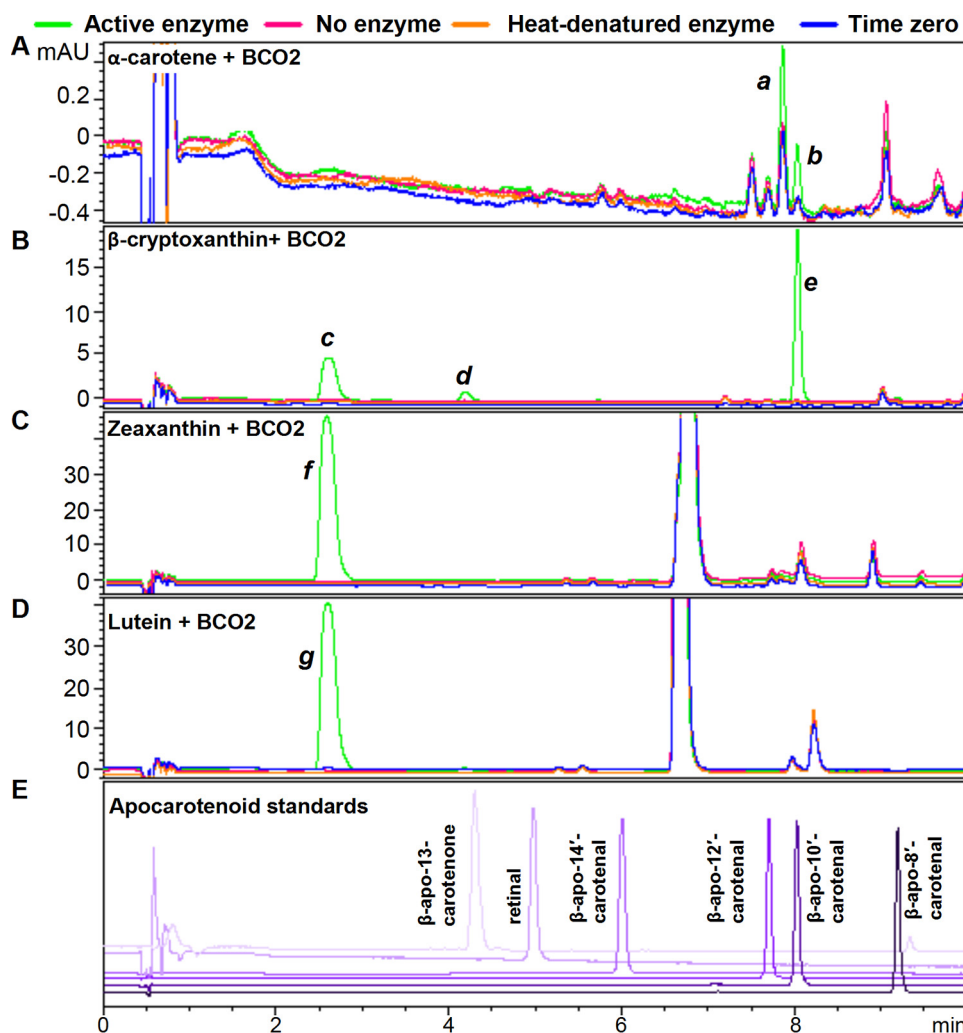 Active enzyme No enzyme Heat-denatured enzyme Time zero
A mAU
α-carotene + BCO2
a
b
0.2
0
-0.2
-0.4
B
β-cryptoxanthin+ BCO2
15
10
5
0
c
d
e
C
Zeaxanthin + BCO2
30
20
10
0
f
D
Lutein + BCO2
30
20
10
0
g
E
Apocarotenoid standards
β-apo-13-
carotenone
retinal
β-apo-14′-
carotenal
β-apo-12′-
carotenal
β-apo-10′-
carotenal
β-apo-8′-
carotenal
0 2 4 6 8 min